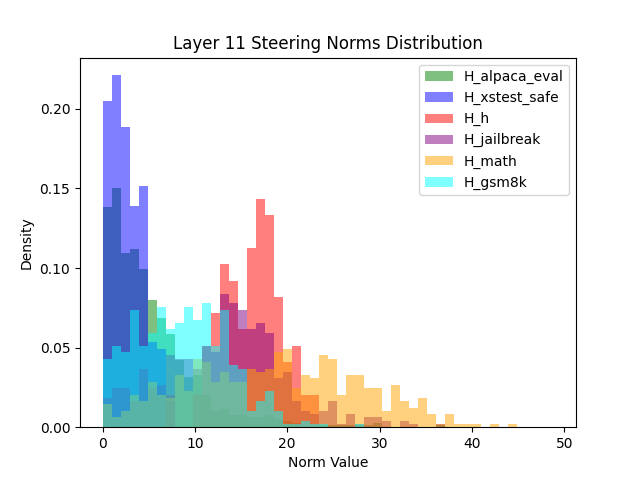 Layer 11 Steering Norms Distribution
H_alpaca_eval
H_xstest_safe
H_h
H_jailbreak
H_math
H_gsm8k
Density
0.20
0.15
0.10
0.05
0.00
0
10
20
30
40
50
Norm Value